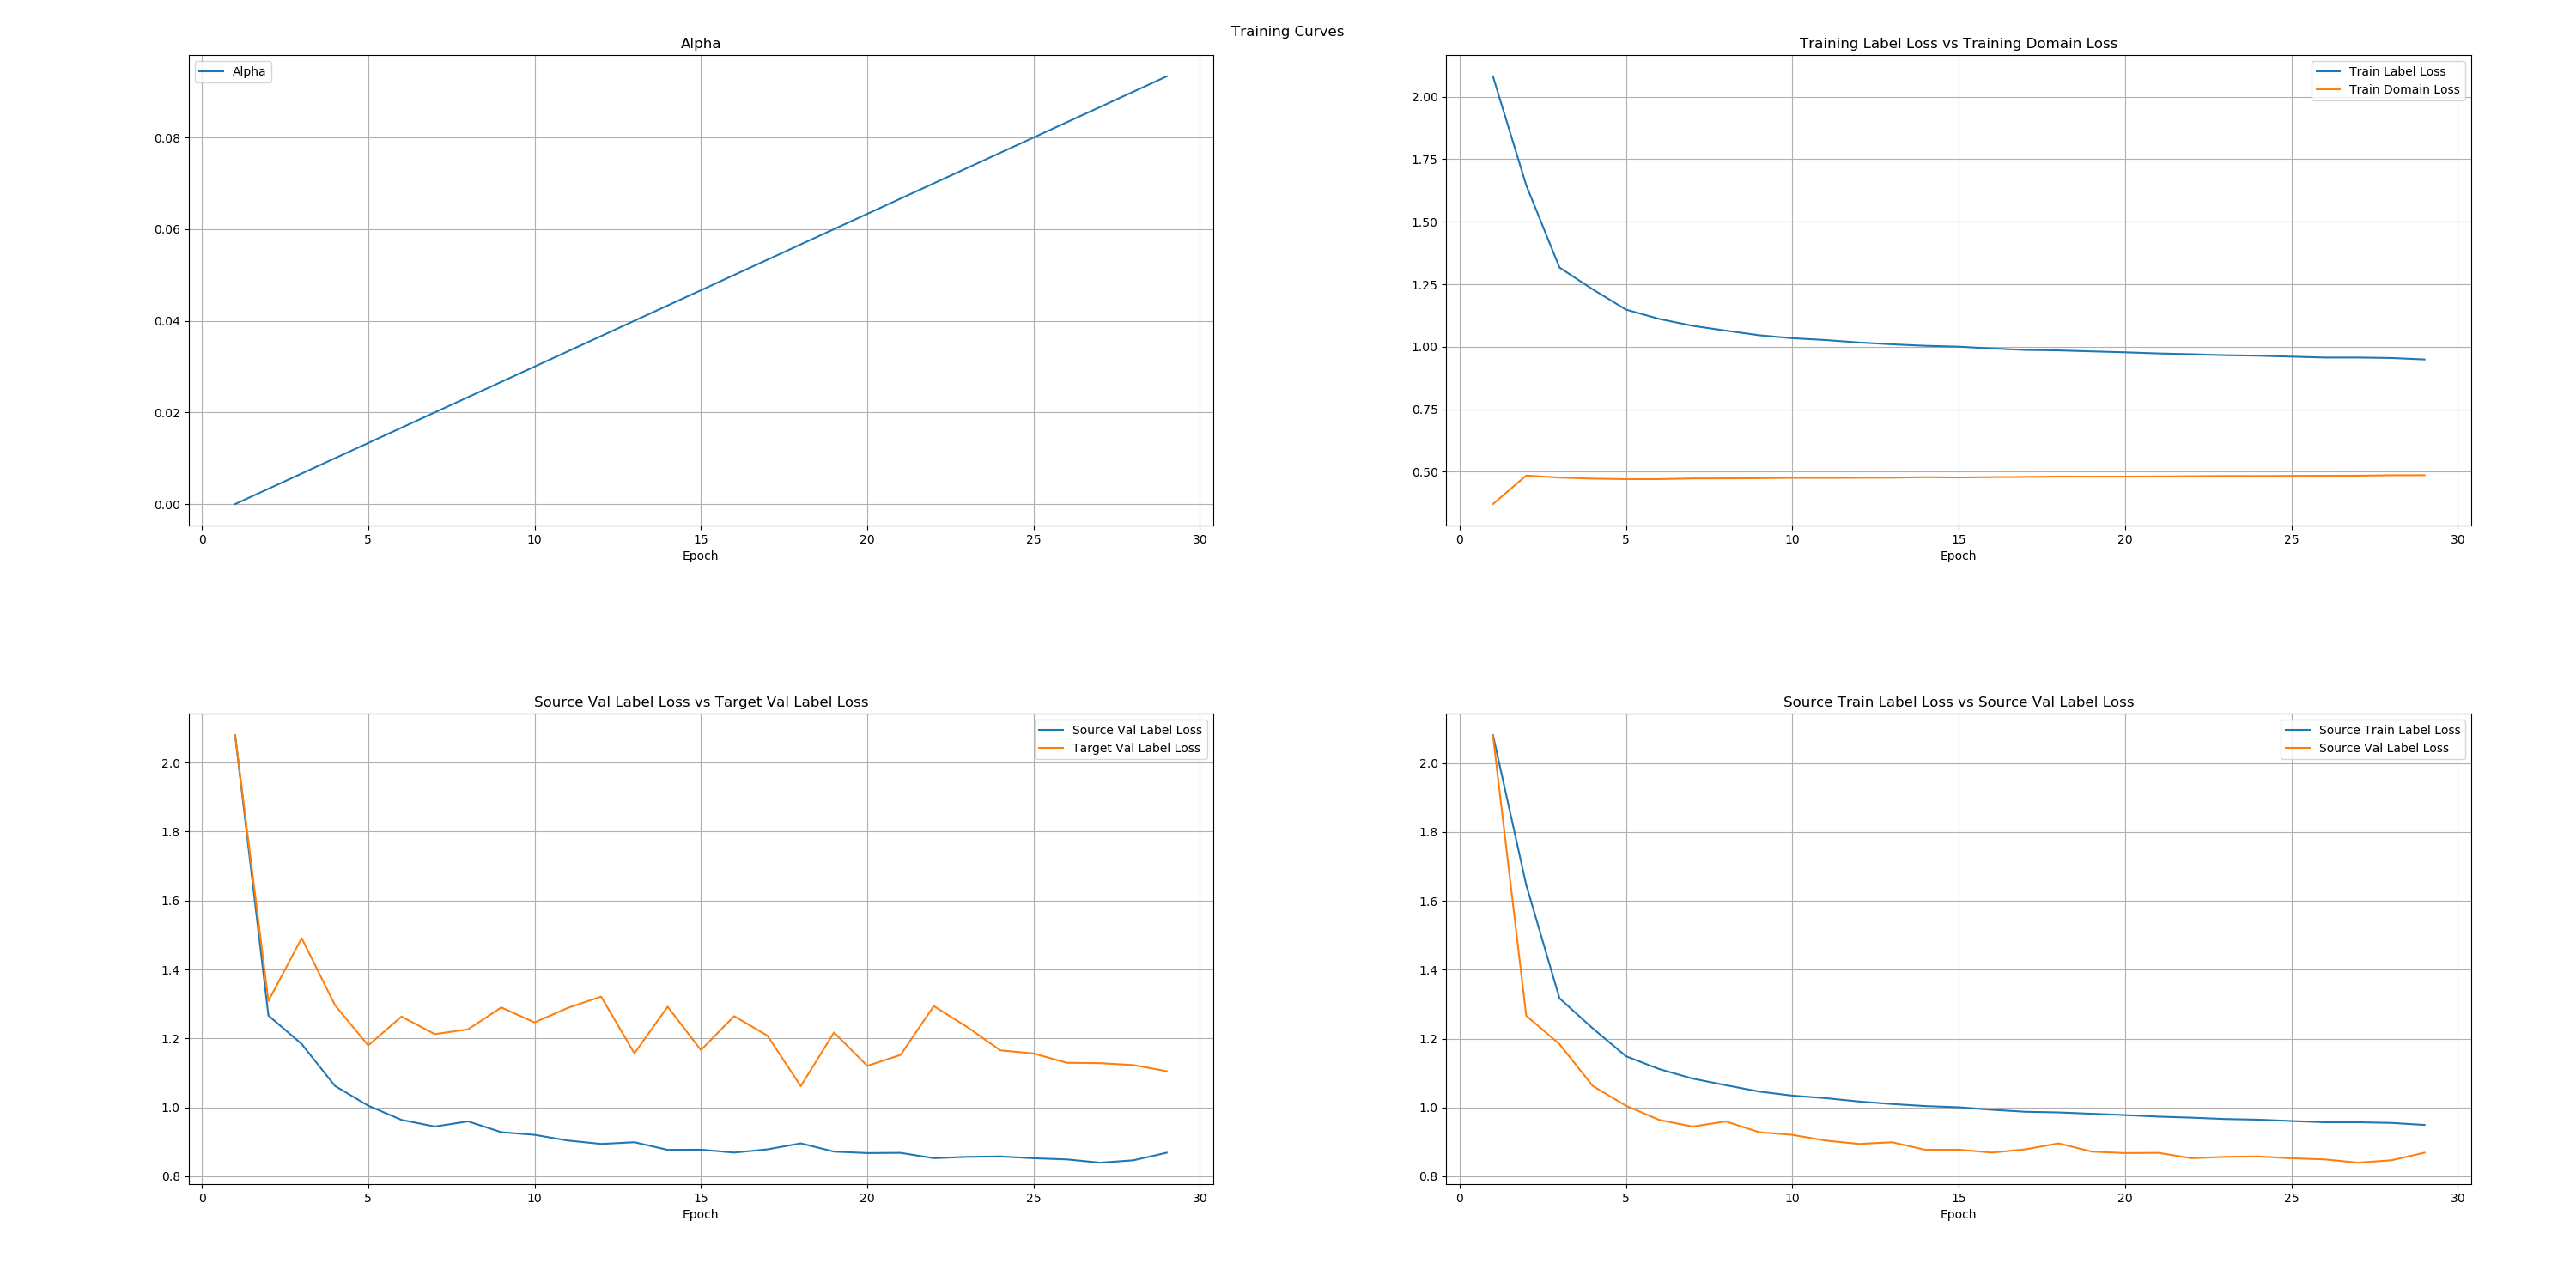 Training Curves
Alpha
Alpha
0.08
0.06
0.04
0.02
0.00
0 5 10 15 20 25 30
Epoch
Training Label Loss vs Training Domain Loss
Train Label Loss
Train Domain Loss
2.00
1.75
1.50
1.25
1.00
0.75
0.50
0 5 10 15 20 25 30
Epoch
Source Val Label Loss vs Target Val Label Loss
Source Val Label Loss
Target Val Label Loss
2.0
1.8
1.6
1.4
1.2
1.0
0.8
0 5 10 15 20 25 30
Epoch
Source Train Label Loss vs Source Val Label Loss
Source Train Label Loss
Source Val Label Loss
2.0
1.8
1.6
1.4
1.2
1.0
0.8
0 5 10 15 20 25 30
Epoch